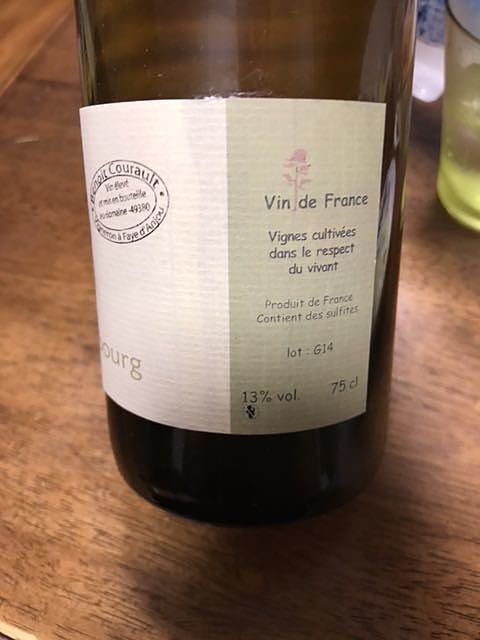 Benoit Courault
Vin élevé
et mis en bouteille
au domaine - 49380
Vigneron à Faye d'Anjou
ourg
Vin de France
Vignes cultivées
dans le respect
du vivant
Produit de France
Contient des sulfites
lot : G14
13% vol.
75 cl